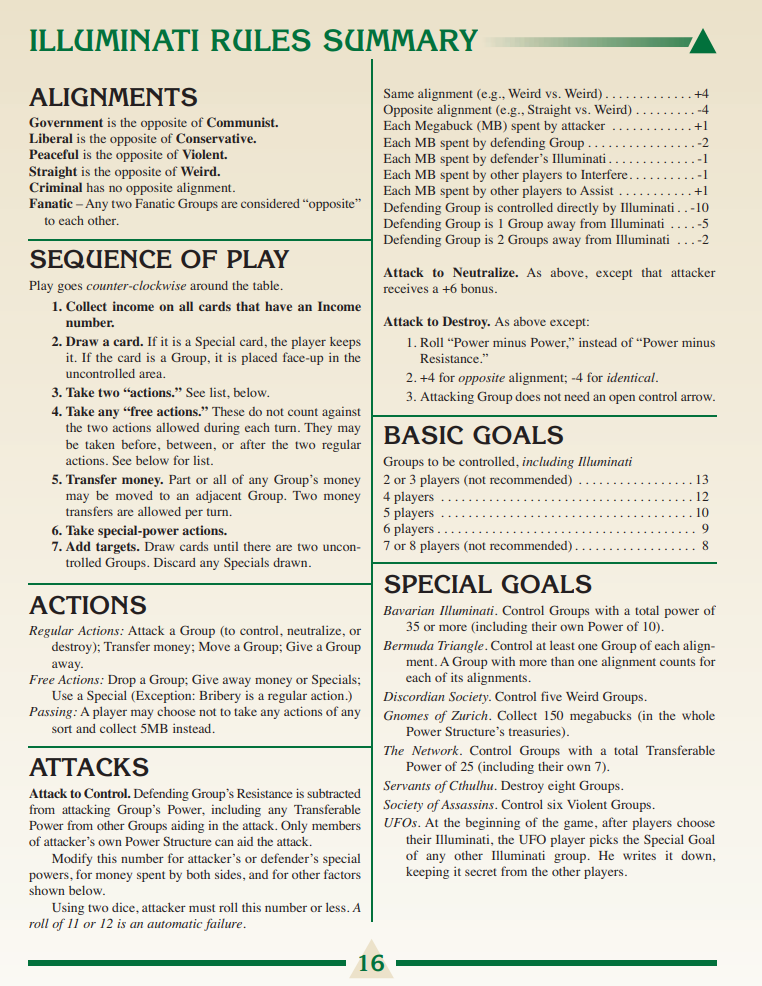 ILLUMINATI RULES SUMMARY
ALIGNMENTS
Government is the opposite of Communist.
Liberal is the opposite of Conservative.
Peaceful is the opposite of Violent.
Straight is the opposite of Weird.
Criminal has no opposite alignment.
Fanatic – Any two Fanatic Groups are considered “opposite”
to each other.
SEQUENCE OF PLAY
Play goes counter-clockwise around the table.
1. Collect income on all cards that have an Income
number.
2. Draw a card. If it is a Special card, the player keeps
it. If the card is a Group, it is placed face-up in the
uncontrolled area.
3. Take two “actions.” See list, below.
4. Take any “free actions.” These do not count against
the two actions allowed during each turn. They may
be taken before, between, or after the two regular
actions. See below for list.
5. Transfer money. Part or all of any Group’s money
may be moved to an adjacent Group. Two money
transfers are allowed per turn.
6. Take special-power actions.
7. Add targets. Draw cards until there are two uncon-
trolled Groups. Discard any Specials drawn.
ACTIONS
Regular Actions: Attack a Group (to control, neutralize, or
destroy); Transfer money; Move a Group; Give a Group
away.
Free Actions: Drop a Group; Give away money or Specials;
Use a Special (Exception: Bribery is a regular action.)
Passing: A player may choose not to take any actions of any
sort and collect 5MB instead.
ATTACKS
Attack to Control. Defending Group’s Resistance is subtracted
from attacking Group’s Power, including any Transferable
Power from other Groups aiding in the attack. Only members
of attacker’s own Power Structure can aid the attack.
Modify this number for attacker’s or defender’s special
powers, for money spent by both sides, and for other factors
shown below.
Using two dice, attacker must roll this number or less. A
roll of 11 or 12 is an automatic failure.
Same alignment (e.g., Weird vs. Weird) . . . . . . . . . . . . . +4
Opposite alignment (e.g., Straight vs. Weird) . . . . . . . . . -4
Each Megabuck (MB) spent by attacker . . . . . . . . . . . . +1
Each MB spent by defending Group . . . . . . . . . . . . . . . . -2
Each MB spent by defender’s Illuminati . . . . . . . . . . . . . -1
Each MB spent by other players to Interfere . . . . . . . . . . -1
Each MB spent by other players to Assist . . . . . . . . . . . +1
Defending Group is controlled directly by Illuminati . . -10
Defending Group is 1 Group away from Illuminati . . . . -5
Defending Group is 2 Groups away from Illuminati . . . -2
Attack to Neutralize. As above, except that attacker
receives a +6 bonus.
Attack to Destroy. As above except:
1. Roll “Power minus Power,” instead of “Power minus
Resistance.”
2. +4 for opposite alignment; -4 for identical.
3. Attacking Group does not need an open control arrow.
BASIC GOALS
Groups to be controlled, including Illuminati
2 or 3 players (not recommended) . . . . . . . . . . . . . . . . . 13
4 players . . . . . . . . . . . . . . . . . . . . . . . . . . . . . . . . . . . . . 12
5 players . . . . . . . . . . . . . . . . . . . . . . . . . . . . . . . . . . . . . 10
6 players . . . . . . . . . . . . . . . . . . . . . . . . . . . . . . . . . . . . . . 9
7 or 8 players (not recommended) . . . . . . . . . . . . . . . . . . 8
SPECIAL GOALS
Bavarian Illuminati. Control Groups with a total power of
35 or more (including their own Power of 10).
Bermuda Triangle. Control at least one Group of each align-
ment. A Group with more than one alignment counts for
each of its alignments.
Discordian Society. Control five Weird Groups.
Gnomes of Zurich. Collect 150 megabucks (in the whole
Power Structure’s treasuries).
The Network. Control Groups with a total Transferable
Power of 25 (including their own 7).
Servants of Cthulhu. Destroy eight Groups.
Society of Assassins. Control six Violent Groups.
UFOs. At the beginning of the game, after players choose
their Illuminati, the UFO player picks the Special Goal
of any other Illuminati group. He writes it down,
keeping it secret from the other players.
16